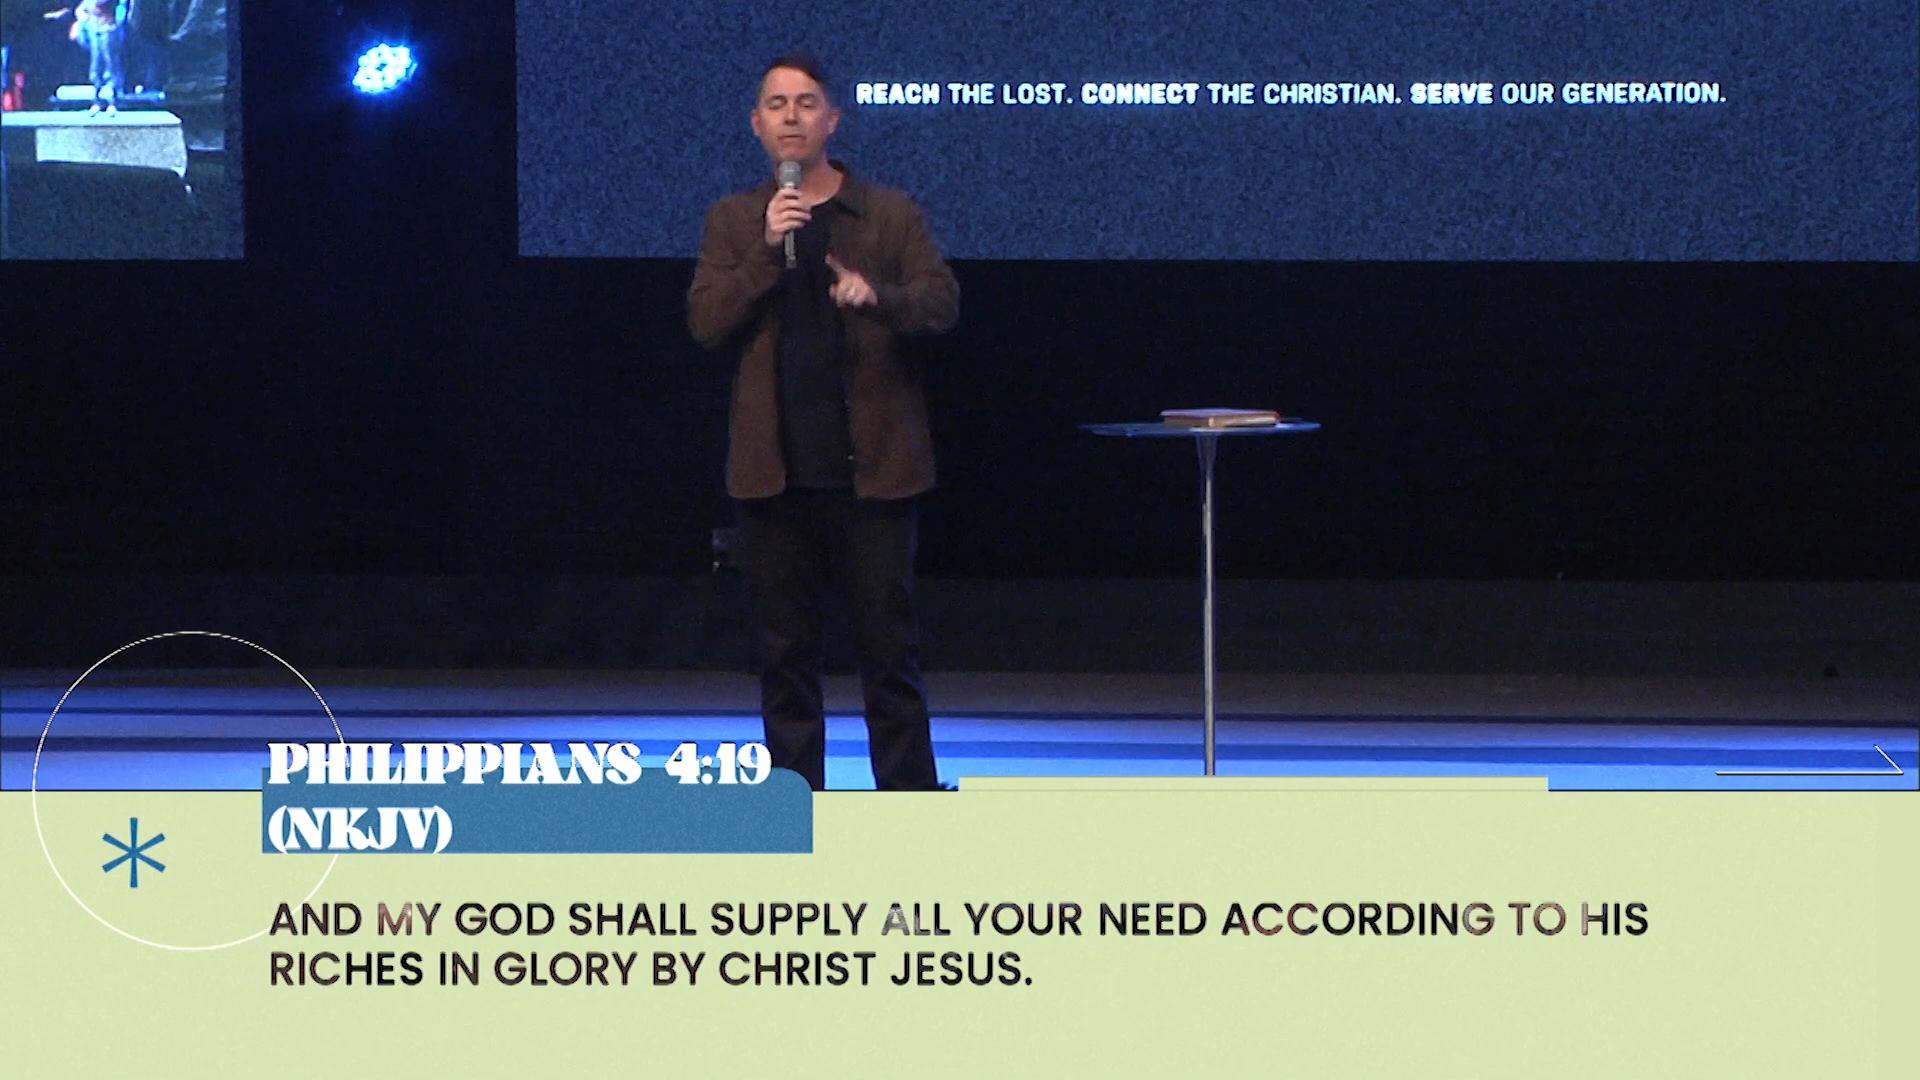 REACH THE LOST. CONNECT THE CHRISTIAN. SERVE OUR GENERATION.
PHILIPPIANS 4:19
(NKJV)
AND MY GOD SHALL SUPPLY ALL YOUR NEED ACCORDING TO HIS
RICHES IN GLORY BY CHRIST JESUS.